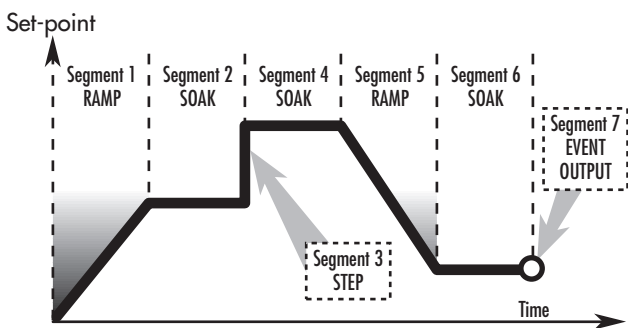 Set-point
Segment 1
RAMP
Segment 2
SOAK
Segment 4
SOAK
Segment 5
RAMP
Segment 6
SOAK
Segment 7
EVENT
OUTPUT
Segment 3
STEP
Time